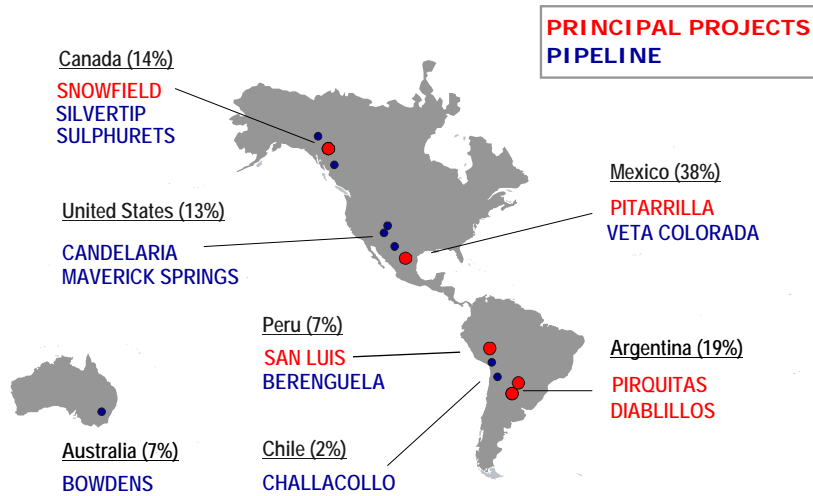 PRINCIPAL PROJECTS
PIPELINE
Canada (14%)
SNOWFIELD
SILVERTIP
SULPHURETS
United States (13%)
CANDELARIA
MAVERICK SPRINGS
Mexico (38%)
PITARRILLA
VETA COLORADA
Peru (7%)
SAN LUIS
BERENGUELA
Argentina (19%)
PIRQUITAS
DIABLILLOS
Australia (7%)
BOWDENS
Chile (2%)
CHALLACOLLO